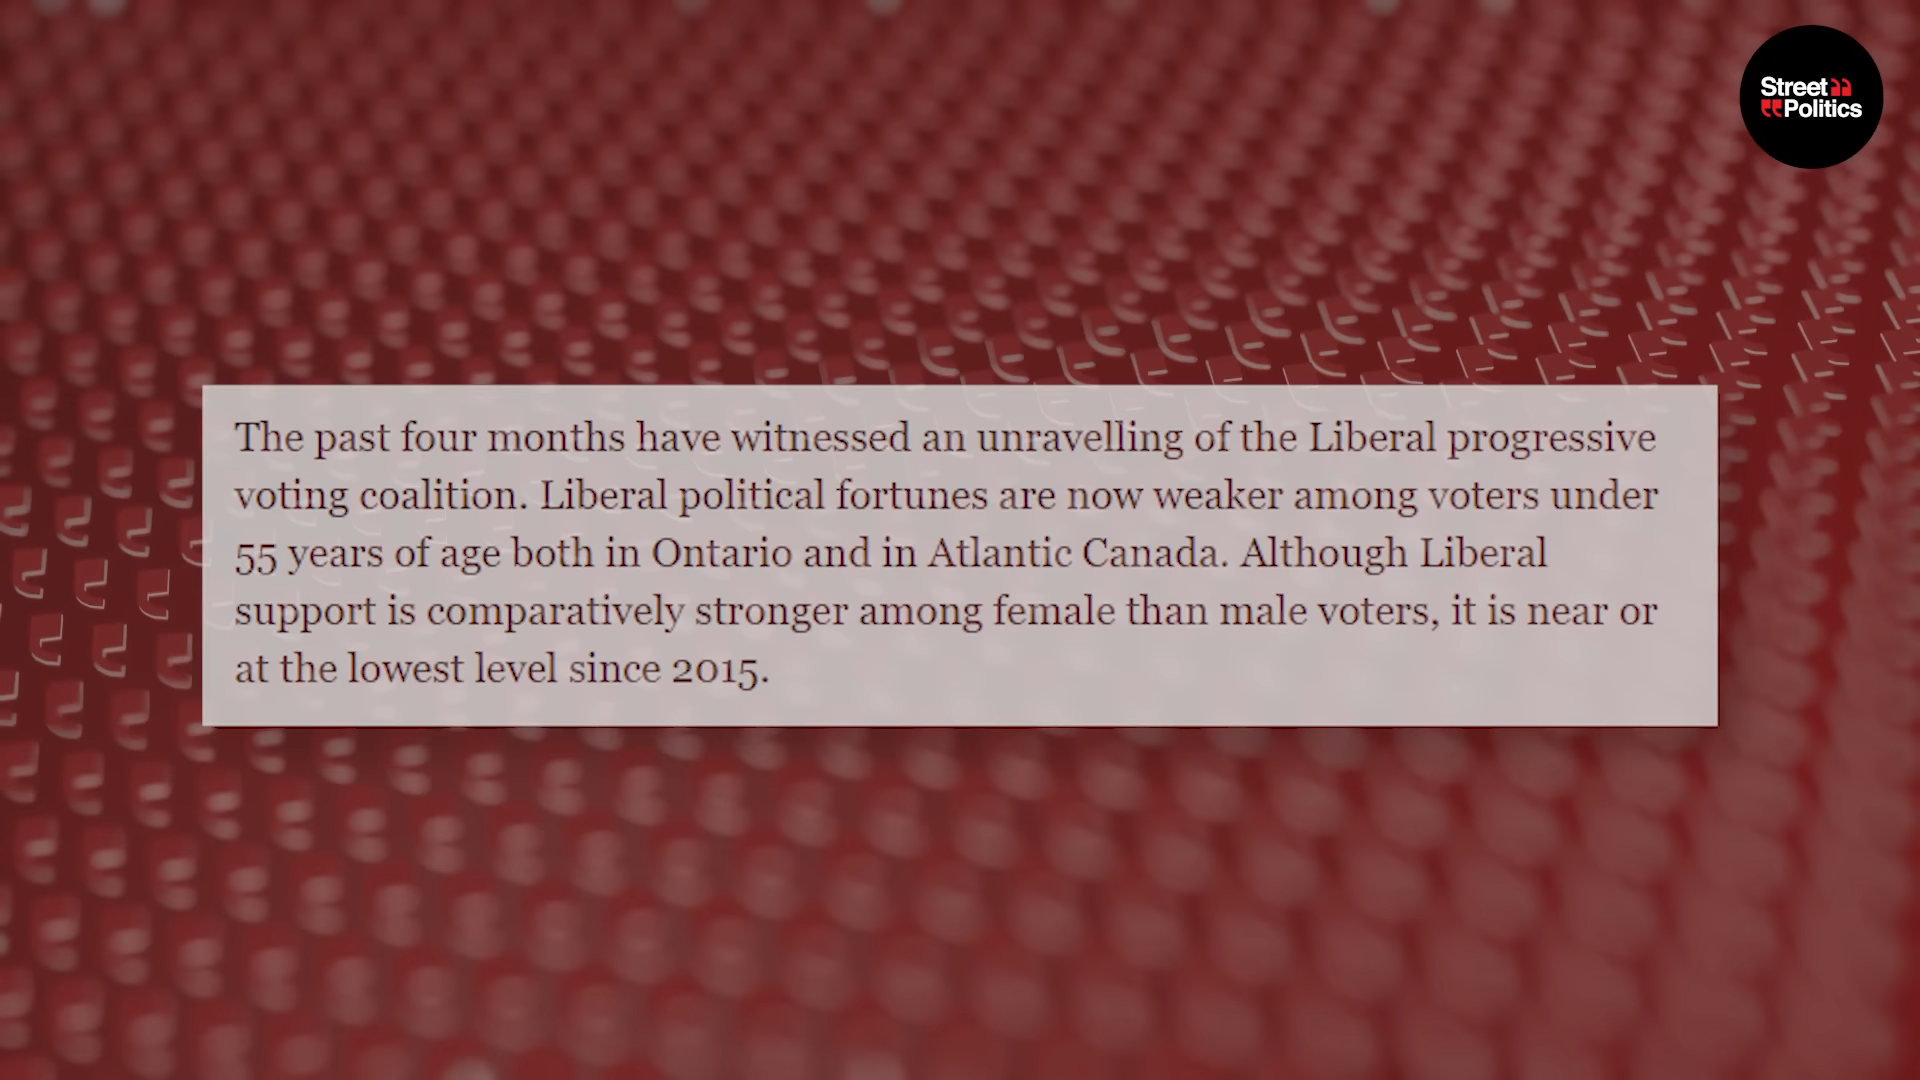 Street
Politics
The past four months have witnessed an unravelling of the Liberal progressive
voting coalition. Liberal political fortunes are now weaker among voters under
55 years of age both in Ontario and in Atlantic Canada. Although Liberal
support is comparatively stronger among female than male voters, it is near or
at the lowest level since 2015.